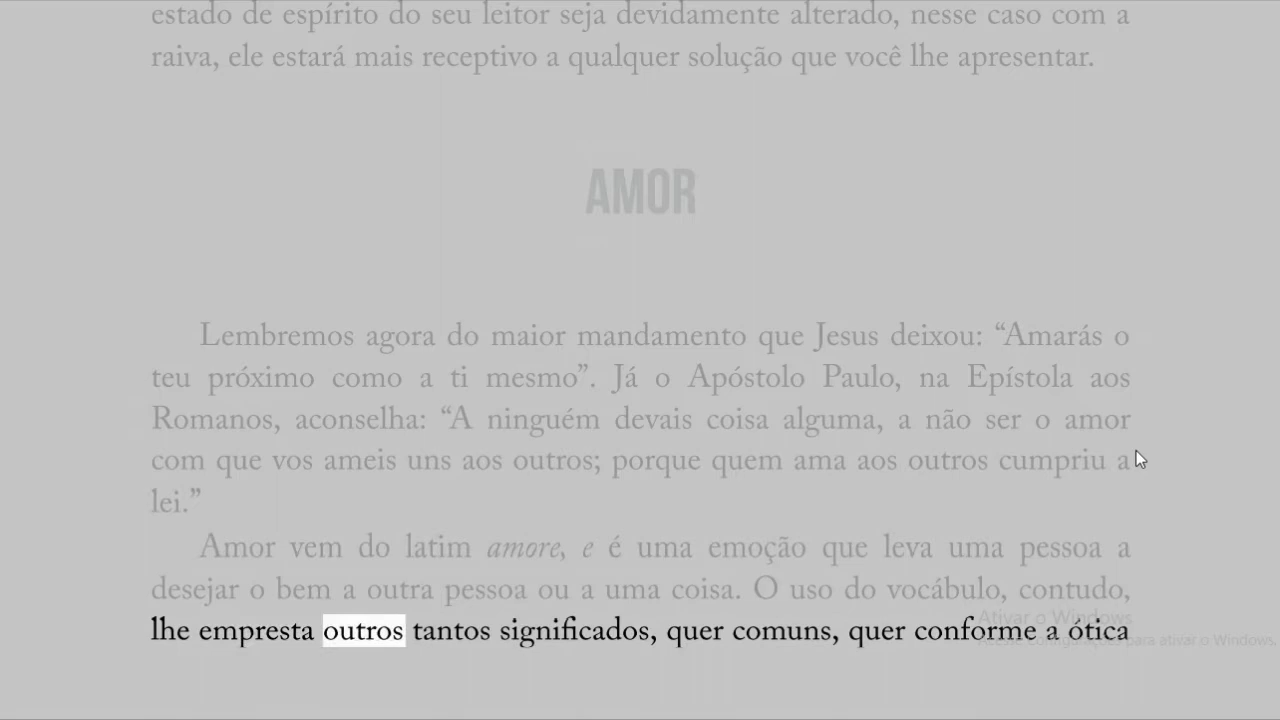 estado de espírito do seu leitor seja devidamente alterado, nesse caso com a
raiva, ele estará mais receptivo a qualquer solução que você lhe apresentar.
AMOR
Lembremos agora do maior mandamento que Jesus deixou: “Amarás o
teu próximo como a ti mesmo”. Já o Apóstolo Paulo, na Epístola aos
Romanos, aconselha: “A ninguém devais coisa alguma, a não ser o amor
com que vos ameis uns aos outros; porque quem ama aos outros cumpriu a
lei.”
Amor vem do latim amore, e é uma emoção que leva uma pessoa a
desejar o bem a outra pessoa ou a uma coisa. O uso do vocábulo, contudo,
Ativar o Windows
lhe empresta outros tantos significados, quer comuns, quer conforme a ótica
Acesse Configurações para ativar o Windows.